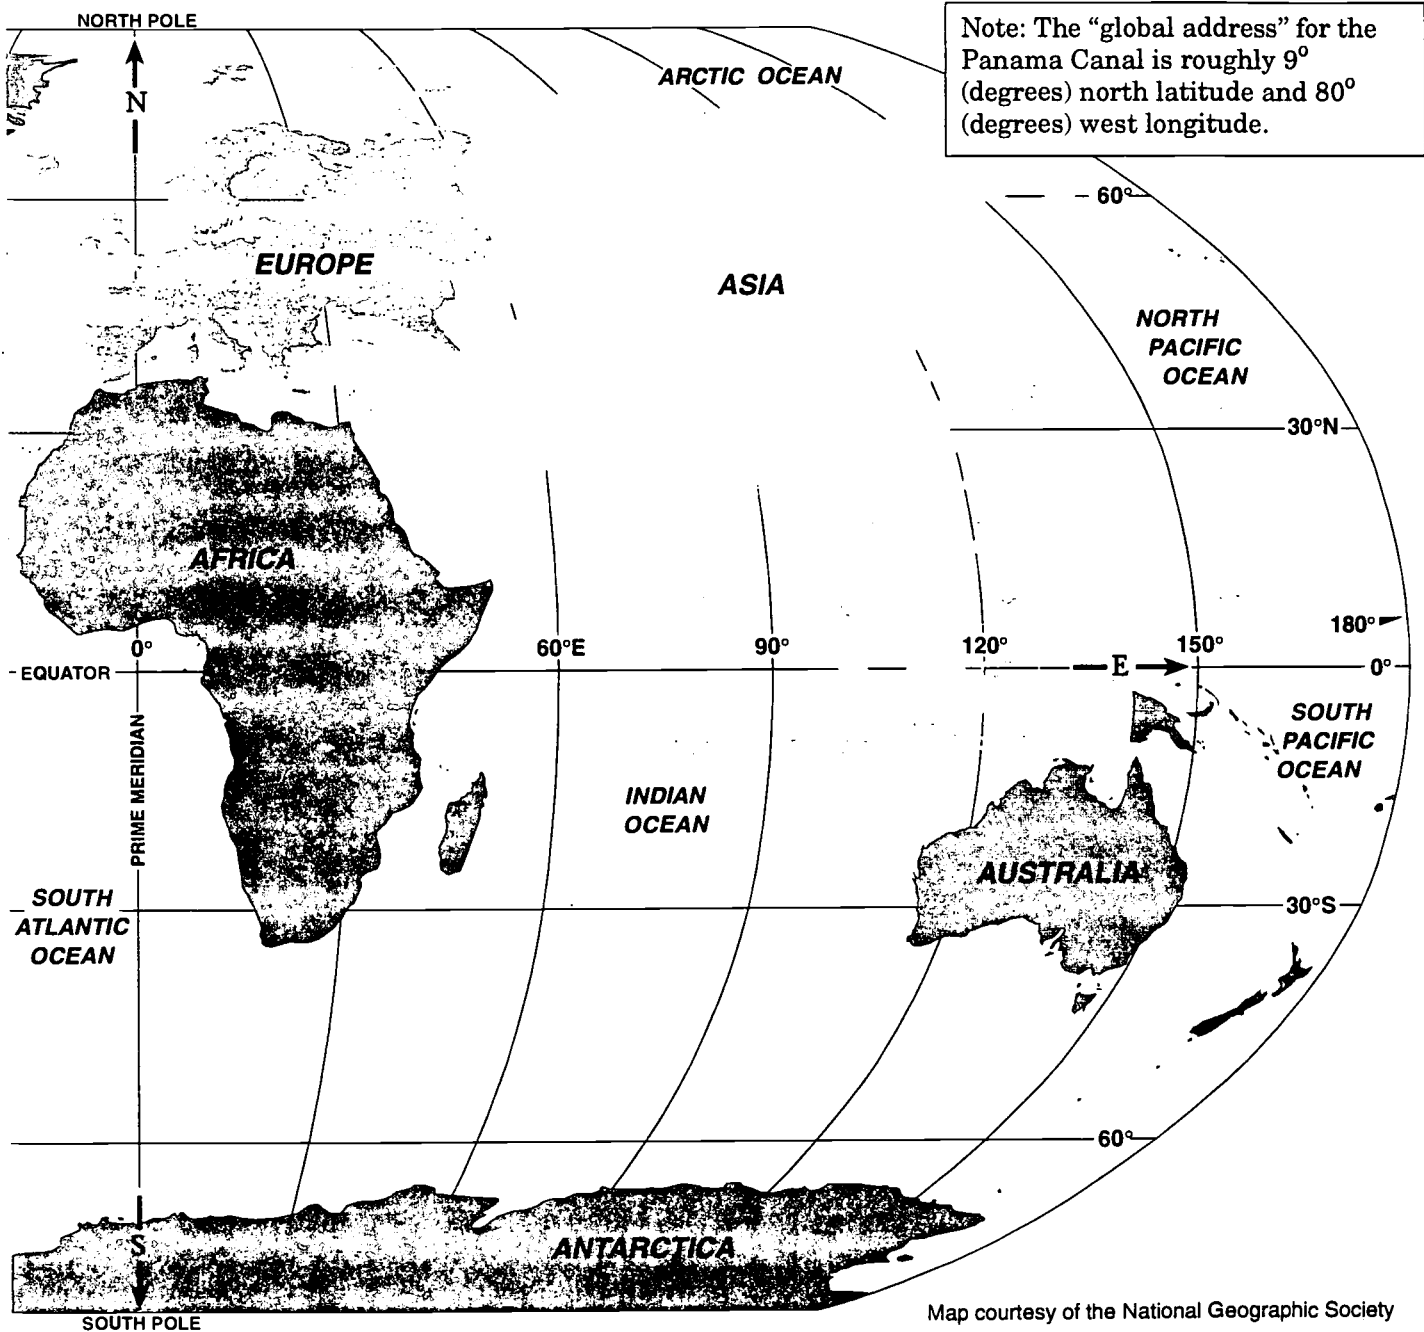 NORTH POLE
Note: The “global address” for the
Panama Canal is roughly 9°
(degrees) north latitude and 80°
(degrees) west longitude.
ARCTIC OCEAN
N
60°
EUROPE
ASIA
NORTH
PACIFIC
OCEAN
30°N
AFRICA
180°
0°
60°E
90°
120°
150°
EQUATOR
E
0°
PRIME MERIDIAN
SOUTH
PACIFIC
OCEAN
INDIAN
OCEAN
AUSTRALIA
SOUTH
ATLANTIC
OCEAN
30°S
60°
S
ANTARCTICA
SOUTH POLE
Map courtesy of the National Geographic Society